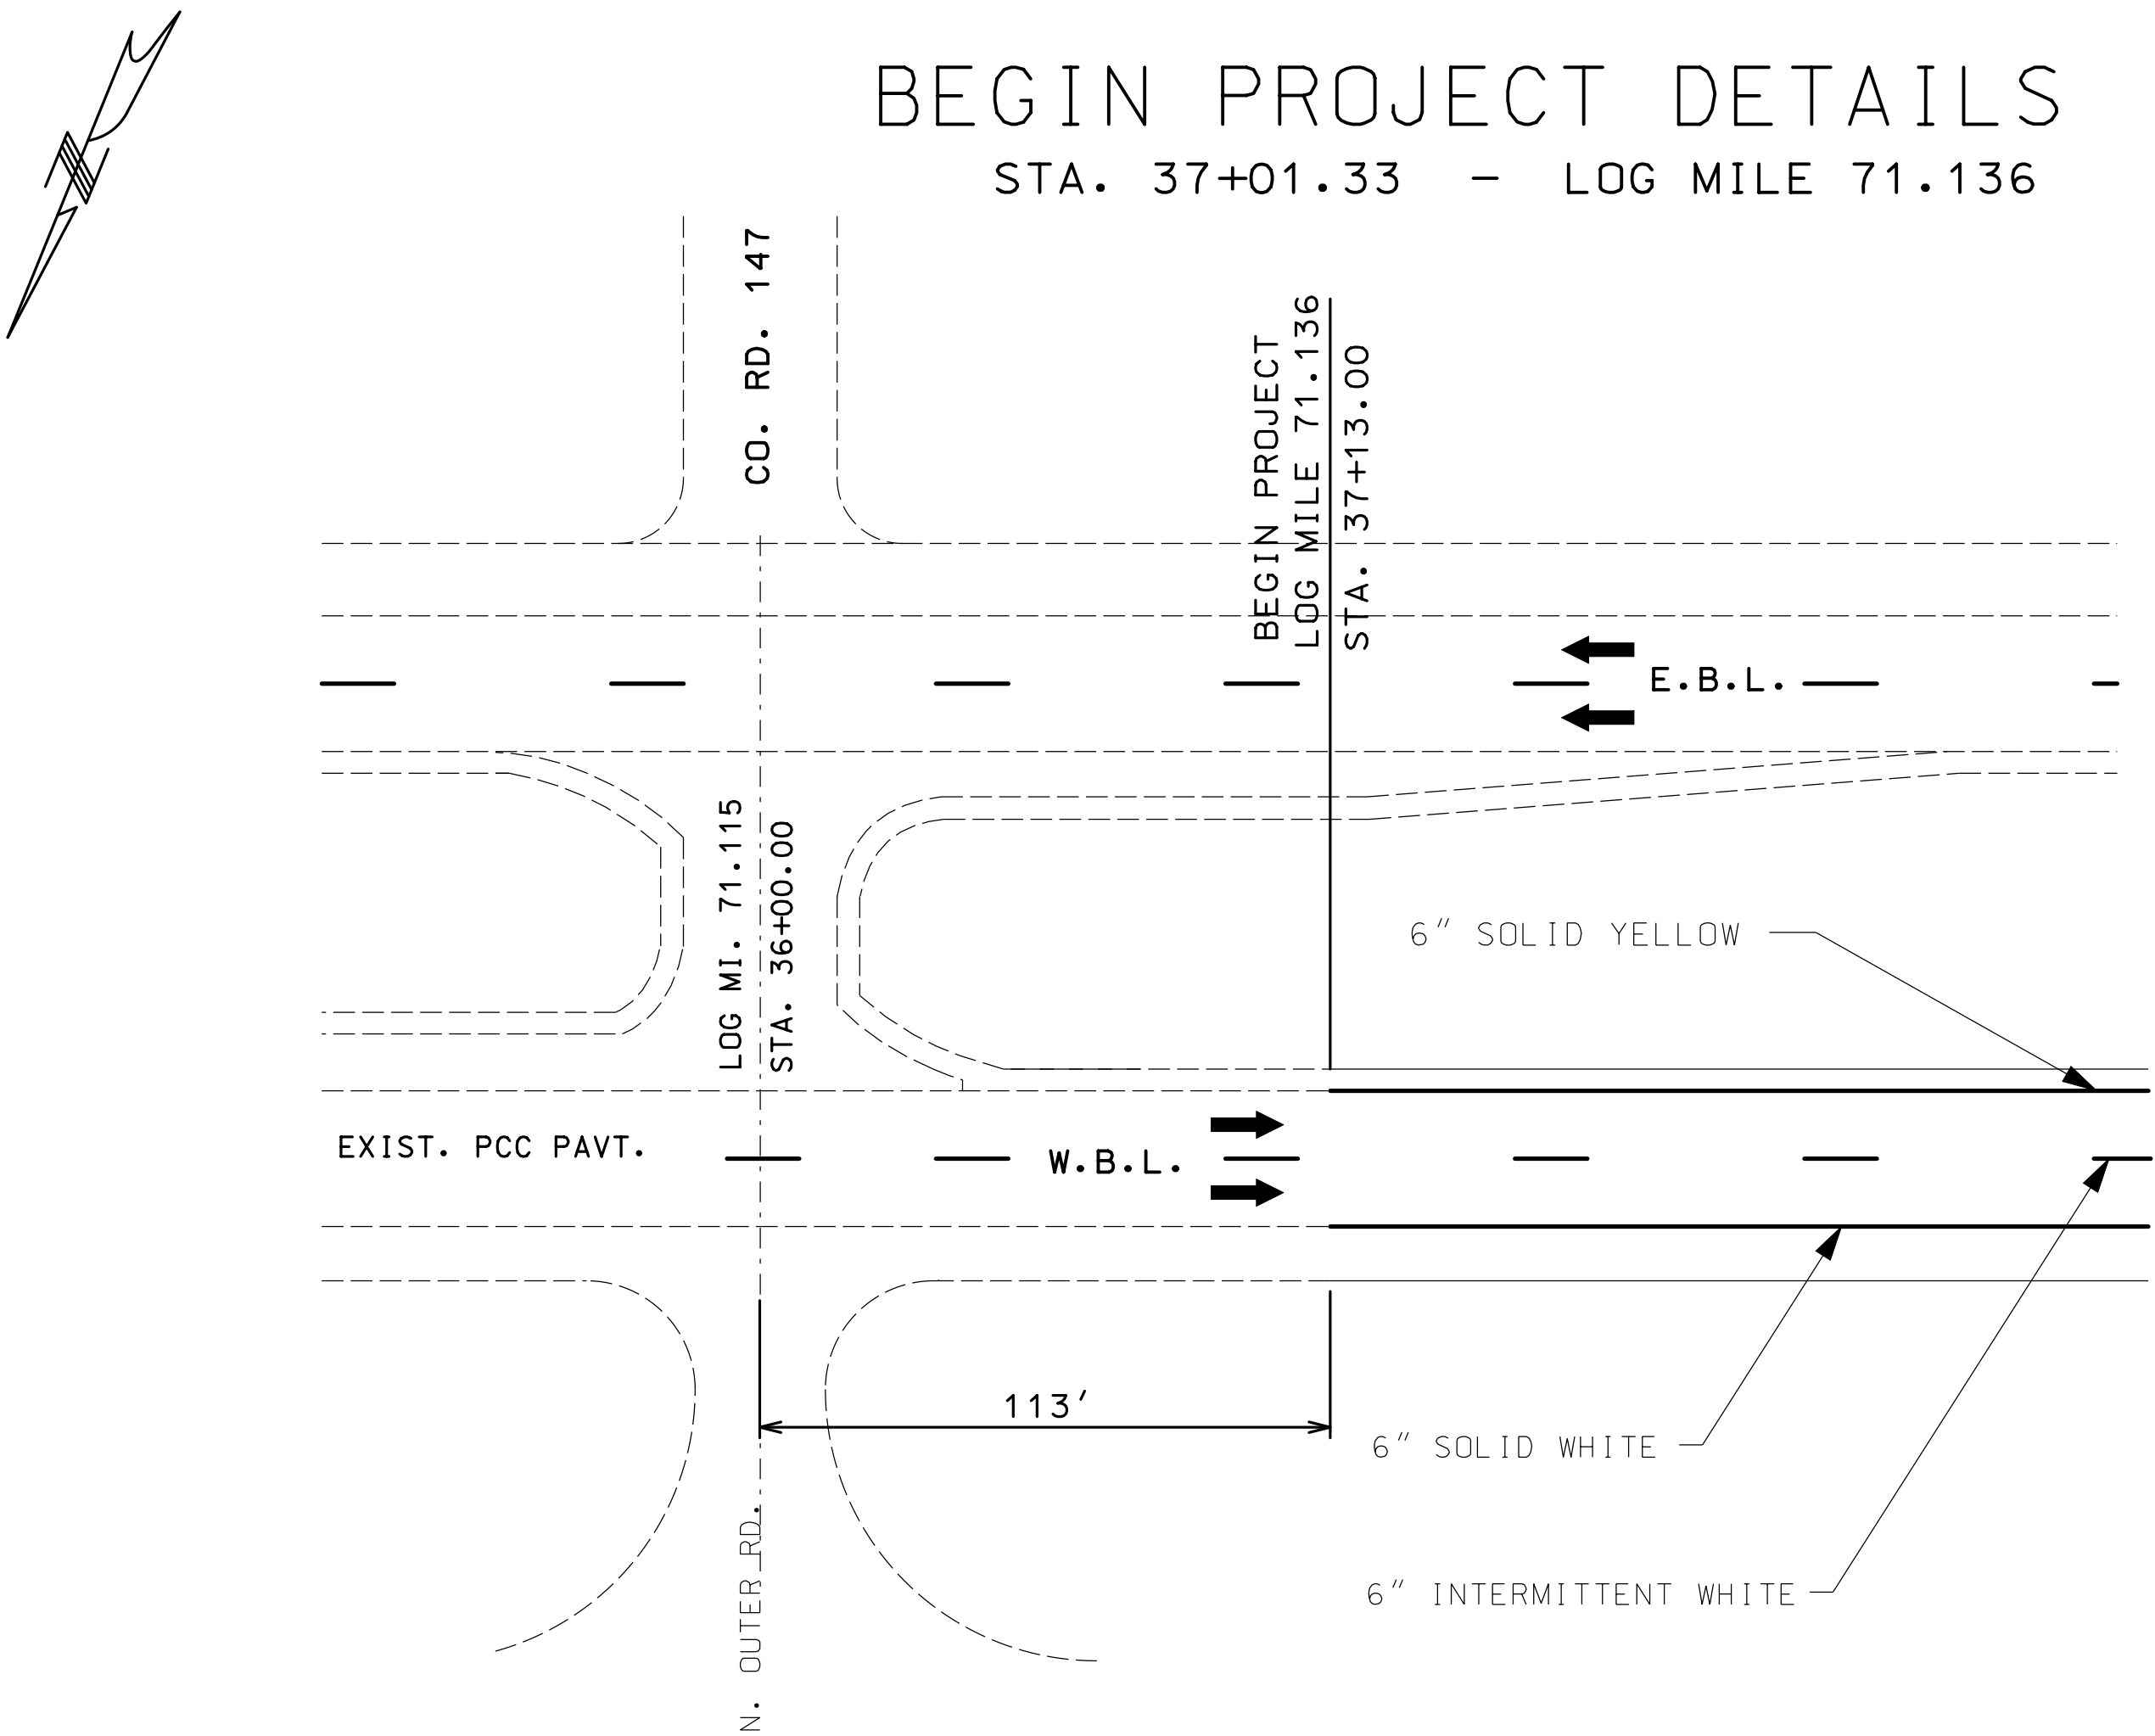 BEGIN PROJECT DETAILS
STA. 37+01.33 - LOG MILE 71.136
CO. RD. 147
BEGIN PROJECT
LOG MILE 71.136
STA. 37+13.00
E.B.L.
LOG MI. 71.115
STA. 36+00.00
6" SOLID YELLOW
EXIST. PCC PAVT.
W.B.L.
113'
6" SOLID WHITE
6" INTERMITTENT WHITE
N. OUTER RD.